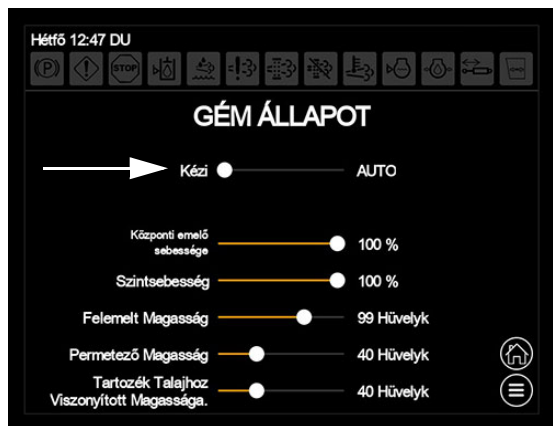 Hétfő 12:47 DU
(P) STOP
GÉM ÁLLAPOT
Kézi AUTO
Központi emelő
sebessége 100 %
Szintsebesség 100 %
Felemelt Magasság 99 Hüvelyk
Permetező Magasság 40 Hüvelyk
Tartozék Talajhoz
Viszonyított Magassága. 40 Hüvelyk